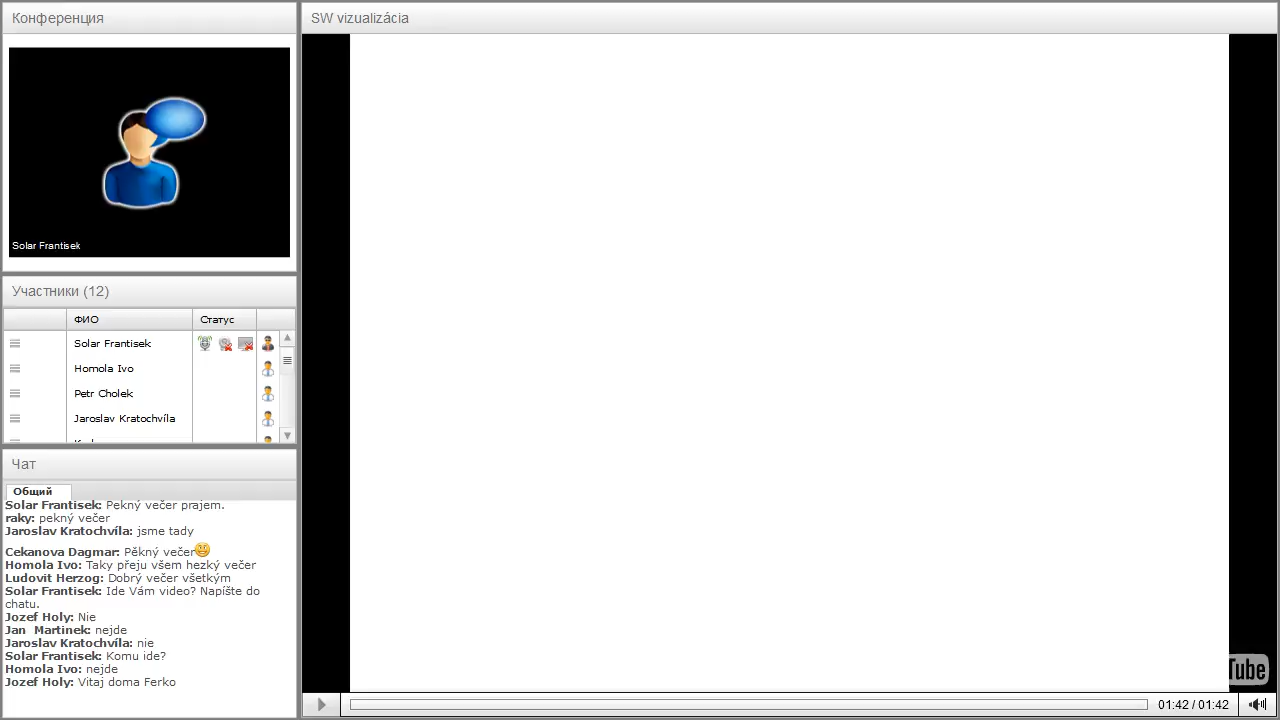 Конференция
SW vizualizácia
Solar Frantisek
Участники (12)
ФИО Статус
Solar Frantisek
Homola Ivo
Petr Cholek
Jaroslav Kratochvíla
Чат
Общий
Solar Frantisek: Pekný večer prajem.
raky: pekný večer
Jaroslav Kratochvíla: jsme tady
Cekanova Dagmar: Pěkný večer
Homola Ivo: Taky přeju všem hezký večer
Ludovit Herzog: Dobrý večer všetkým
Solar Frantisek: Ide Vám video? Napíšte do
chatu.
Jozef Holy: Nie
Jan Martinek: nejde
Jaroslav Kratochvíla: nie
Solar Frantisek: Komu ide?
Homola Ivo: nejde
Jozef Holy: Vitaj doma Ferko
Tube
01:42 / 01:42